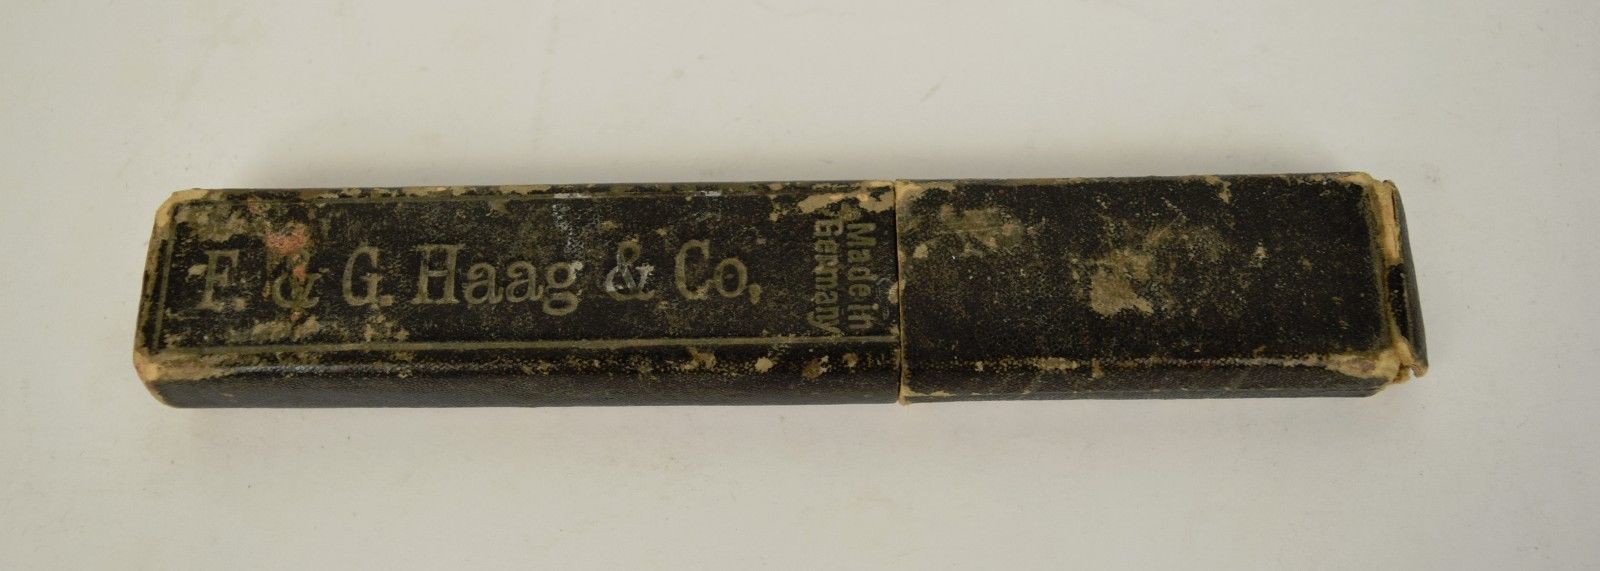 F. & G. Haag & Co,
Made in
Germany